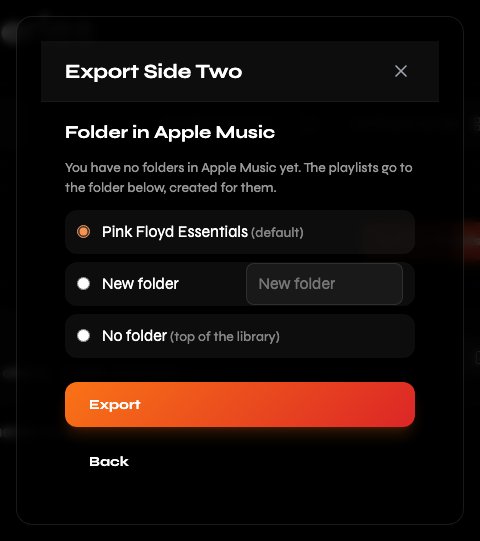 Export Side Two
Folder in Apple Music
You have no folders in Apple Music yet. The playlists go to
the folder below, created for them.
Pink Floyd Essentials (default)
New folder
New folder
No folder (top of the library)
Export
Back